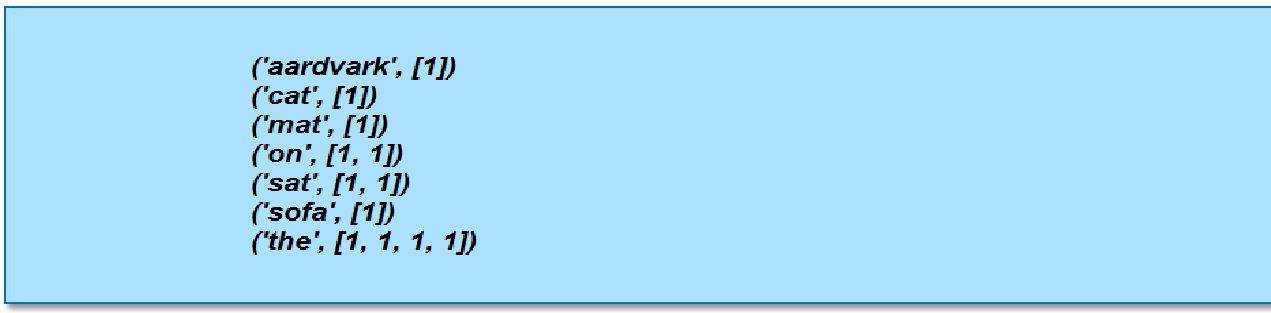 ('aardvark', [1])
('cat', [1])
('mat', [1])
('on', [1, 1])
('sat', [1, 1])
('sofa', [1])
('the', [1, 1, 1, 1])